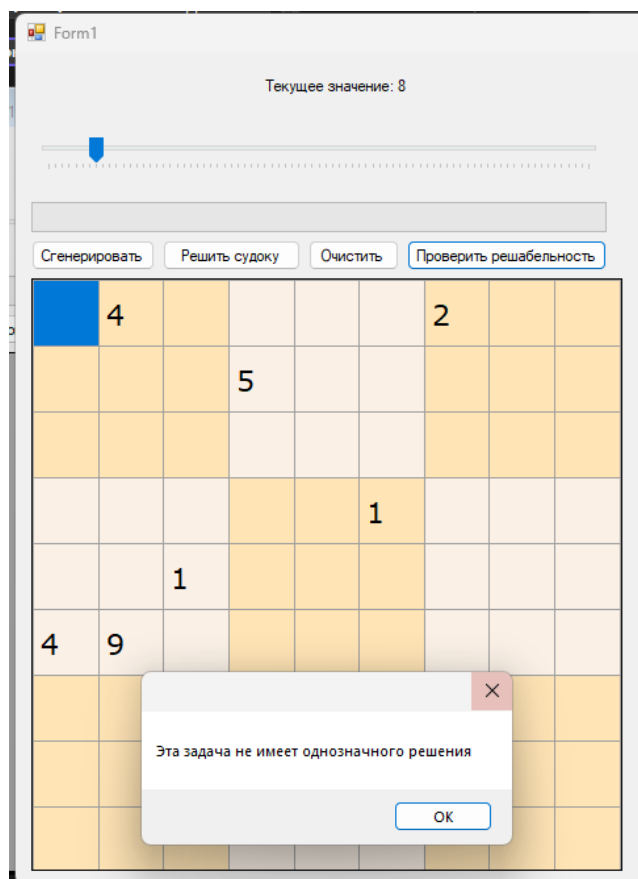 Form1
Текущее значение: 8
Сгенерировать Решить судоку Очистить Проверить решабельность
4 2
5
1
1
4 9
Эта задача не имеет однозначного решения
OK